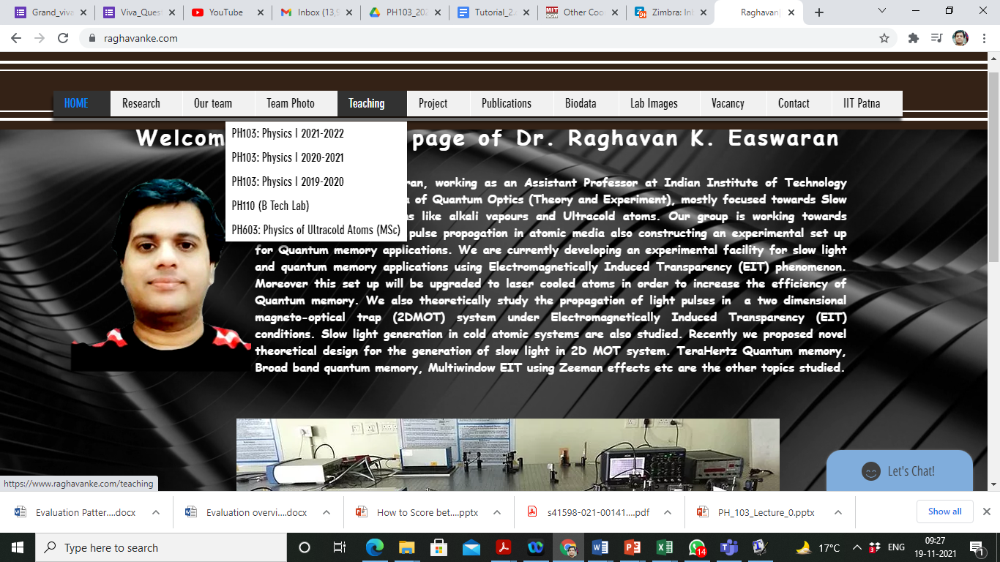 Grand_viva
Viva_Ques
YouTube
Inbox (13,9
PH103_202
Tutorial_2.
MIT
OCW
Other Coo
Zimbra: In
Raghavan
raghavanke.com
HOME
Research
Our team
Team Photo
Teaching
Project
Publications
Biodata
Lab Images
Vacancy
Contact
IIT Patna
PH103: Physics I 2021-2022
PH103: Physics I 2020-2021
PH103: Physics I 2019-2020
PH110 (B Tech Lab)
PH603: Physics of Ultracold Atoms (MSc)
Welcom page of Dr. Raghavan K. Easwaran
ran, working as an Assistant Professor at Indian Institute of Technology
of Quantum Optics (Theory and Experiment), mostly focused towards Slow
like alkali vapours and Ultracold atoms. Our group is working towards
pulse propogation in atomic media also constructing an experimental set up
for Quantum memory applications. We are currently developing an experimental facility for slow light
and quantum memory applications using Electromagnetically Induced Transparency (EIT) phenomenon.
Moreover this set up will be upgraded to laser cooled atoms in order to increase the efficiency of
Quantum memory. We also theoretically study the propagation of light pulses in a two dimensional
magneto-optical trap (2DMOT) system under Electromagnetically Induced Transparency (EIT)
conditions. Slow light generation in cold atomic systems are also studied. Recently we proposed novel
theoretical design for the generation of slow light in 2D MOT system. TeraHertz Quantum memory,
Broad band quantum memory, Multiwindow EIT using Zeeman effects etc are the other topics studied.
Let's Chat!
https://www.raghavanke.com/teaching
Evaluation Patter....docx
Evaluation overvi....docx
How to Score bet....pptx
s41598-021-00141....pdf
PH_103_Lecture_0.pptx
Show all
Type here to search
14
17°C
ENG
09:27
19-11-2021
1